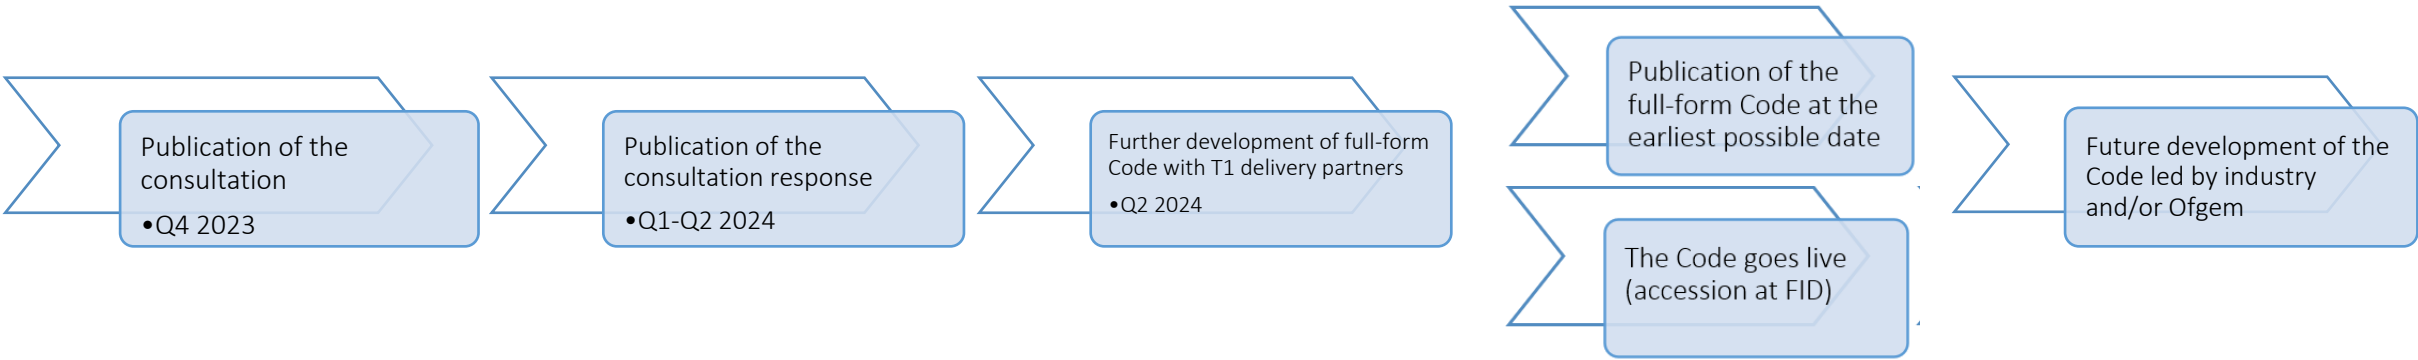 Publication of the
consultation
•Q4 2023
Publication of the
consultation response
•Q1-Q2 2024
Further development of full-form
Code with T1 delivery partners
•Q2 2024
Publication of the
full-form Code at the
earliest possible date
The Code goes live
(accession at FID)
Future development of the
Code led by industry
and/or Ofgem